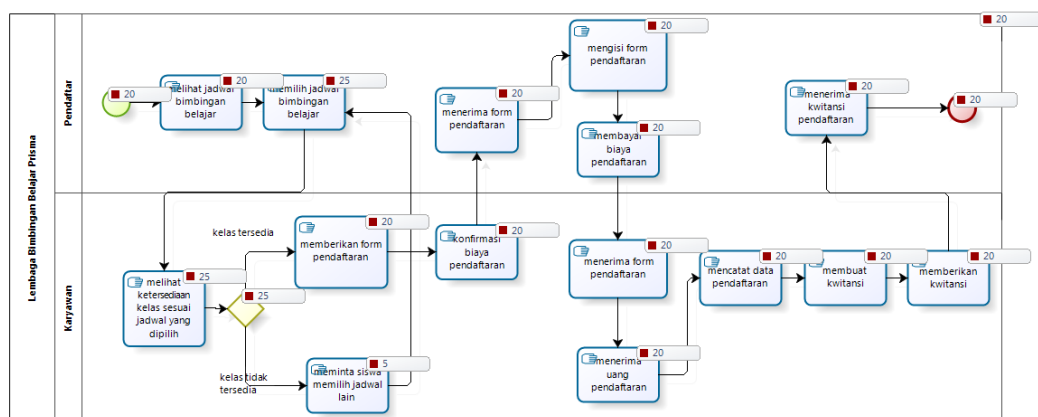 Lembaga Bimbingan Belajar Prisma
Pendaftar
20
20
melihat jadwal
bimbingan
belajar
25
memilih jadwal
bimbingan
belajar
20
menerima form
pendaftaran
20
mengisi form
pendaftaran
20
membayar
biaya
pendaftaran
20
menerima
kwitansi
pendaftaran
20
20
Karyawan
25
melihat
ketersediaan
kelas sesuai
jadwal yang
dipilih
25
kelas tersedia
20
memberikan form
pendaftaran
kelas tidak
tersedia
5
meminta siswa
memilih jadwal
lain
20
konfirmasi
biaya
pendaftaran
20
menerima form
pendaftaran
20
menerima
uang
pendaftaran
20
mencatat data
pendaftaran
20
membuat
kwitansi
20
memberikan
kwitansi